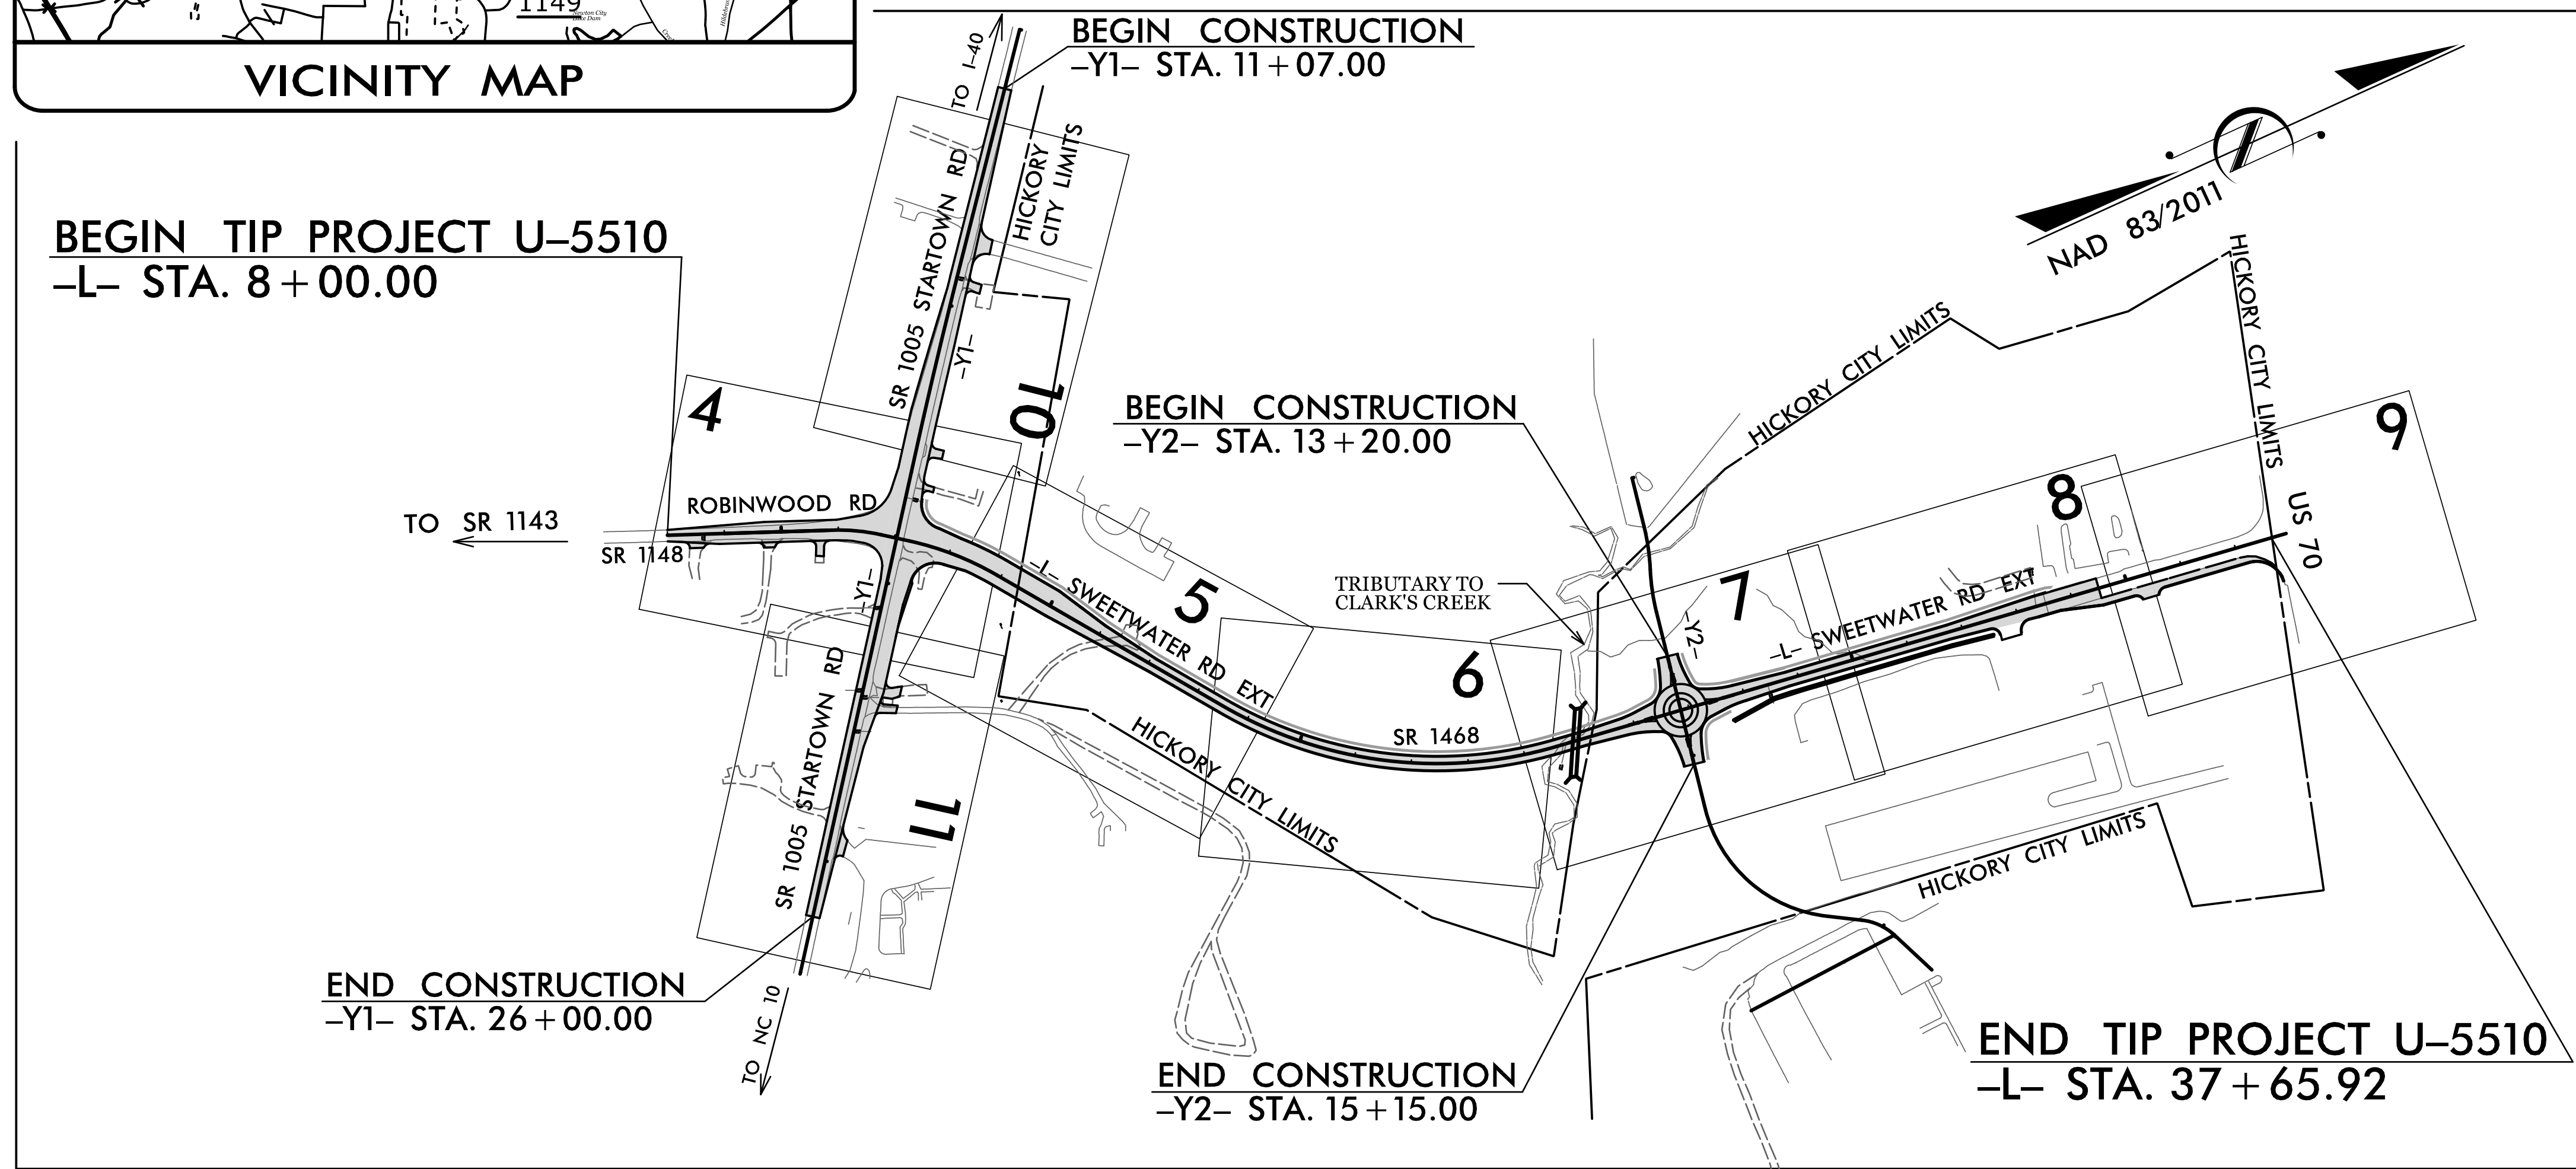 1149
Newton City
Lake Dam
VICINITY MAP
TO I-40
BEGIN CONSTRUCTION
-Y1- STA. 11+07.00
HICKORY
CITY LIMITS
SR 1005 STARTOWN RD
-Y1-
10
NAD 83/2011
BEGIN TIP PROJECT U-5510
-L- STA. 8+00.00
4
ROBINWOOD RD
TO SR 1143
SR 1148
-Y1-
BEGIN CONSTRUCTION
-Y2- STA. 13+20.00
HICKORY CITY LIMITS
HICKORY CITY LIMITS
9
8
US 70
-L- SWEETWATER RD EXT
5
TRIBUTARY TO
CLARK'S CREEK
7
-Y2-
-L- SWEETWATER RD EXT
6
SR 1468
HICKORY CITY LIMITS
SR 1005 STARTOWN RD
11
HICKORY CITY LIMITS
END CONSTRUCTION
-Y1- STA. 26+00.00
TO NC 10
END CONSTRUCTION
-Y2- STA. 15+15.00
END TIP PROJECT U-5510
-L- STA. 37+65.92